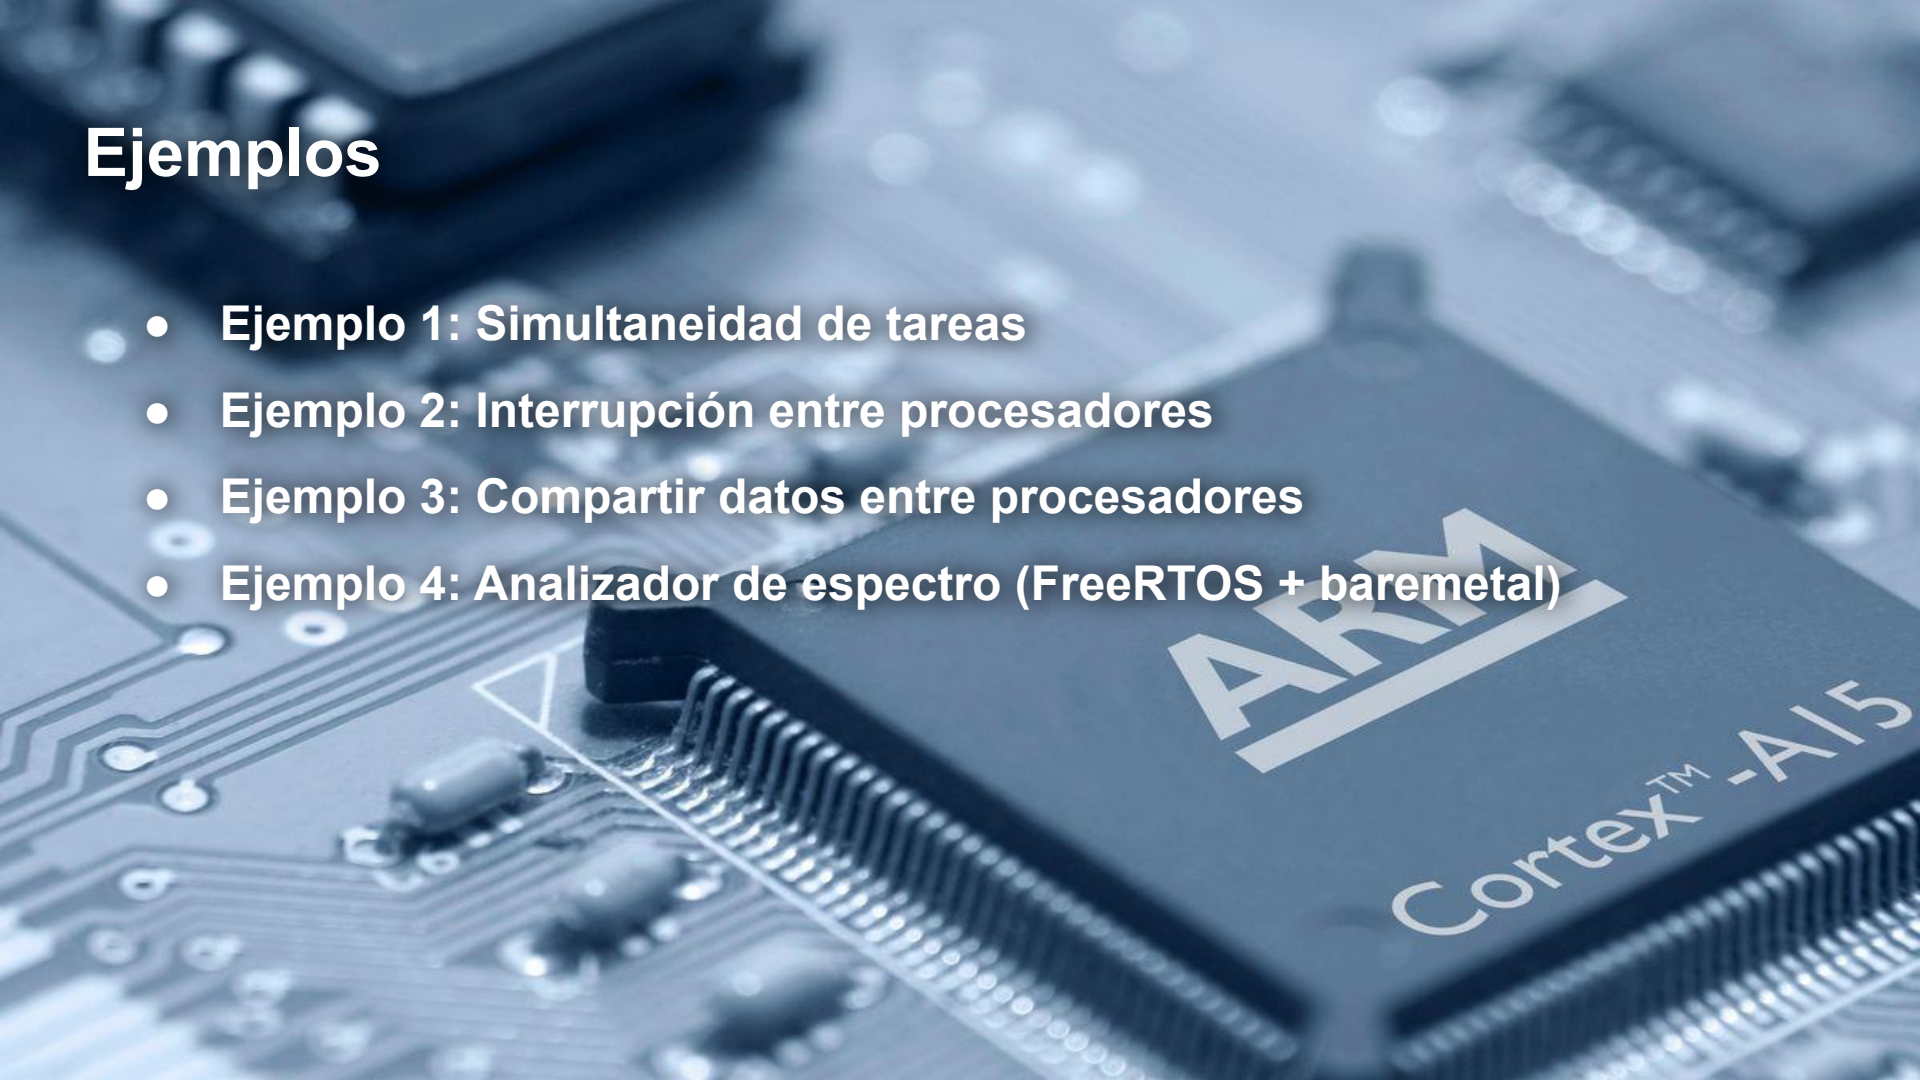 Ejemplos
● Ejemplo 1: Simultaneidad de tareas
● Ejemplo 2: Interrupción entre procesadores
● Ejemplo 3: Compartir datos entre procesadores
● Ejemplo 4: Analizador de espectro (FreeRTOS + baremetal)
ARM
Cortex™-A15